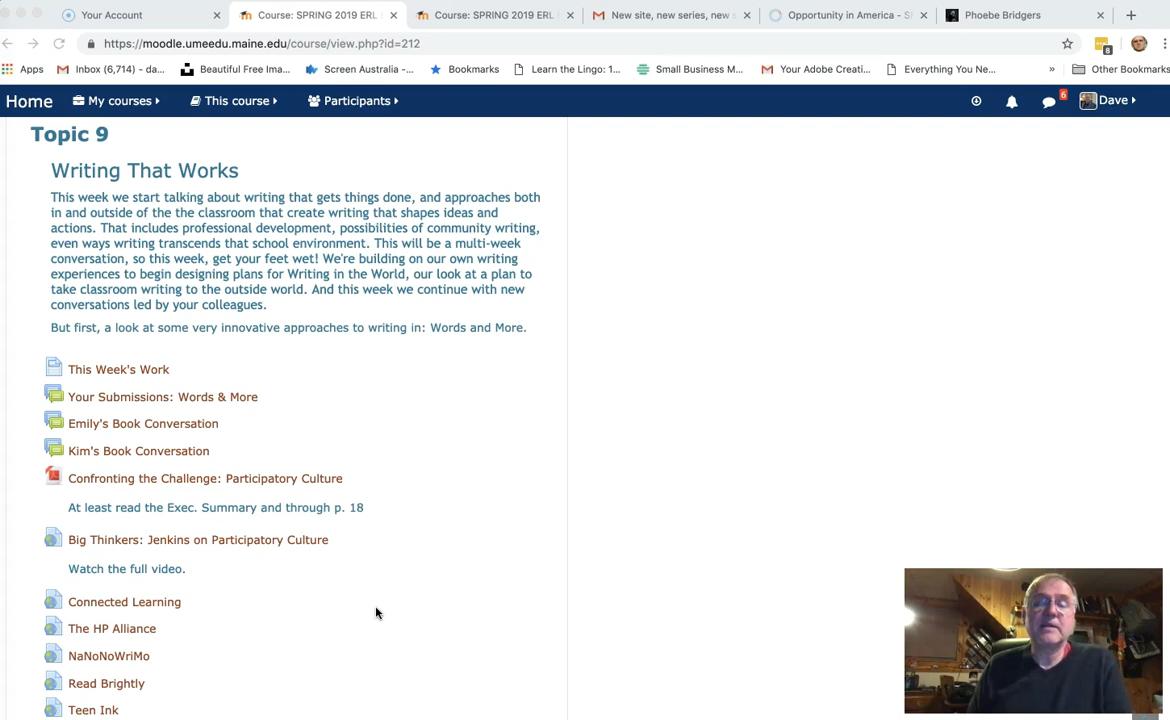 Your Account
Course: SPRING 2019 ERL
Course: SPRING 2019 ERL
New site, new series, new s
Opportunity in America - S
Phoebe Bridgers
https://moodle.umeedu.maine.edu/course/view.php?id=212
8
Apps
Inbox (6,714) - da...
Beautiful Free Ima...
Screen Australia -...
Bookmarks
Learn the Lingo: 1...
Small Business M...
Your Adobe Creati...
Everything You Ne...
»
Other Bookmarks
Home
My courses
This course
Participants
6
Dave
Topic 9
Writing That Works
This week we start talking about writing that gets things done, and approaches both
in and outside of the the classroom that create writing that shapes ideas and
actions. That includes professional development, possibilities of community writing,
even ways writing transcends that school environment. This will be a multi-week
conversation, so this week, get your feet wet! We're building on our own writing
experiences to begin designing plans for Writing in the World, our look at a plan to
take classroom writing to the outside world. And this week we continue with new
conversations led by your colleagues.
But first, a look at some very innovative approaches to writing in: Words and More.
This Week's Work
Your Submissions: Words & More
Emily's Book Conversation
Kim's Book Conversation
Confronting the Challenge: Participatory Culture
At least read the Exec. Summary and through p. 18
Big Thinkers: Jenkins on Participatory Culture
Watch the full video.
Connected Learning
The HP Alliance
NaNoNoWriMo
Read Brightly
Teen Ink